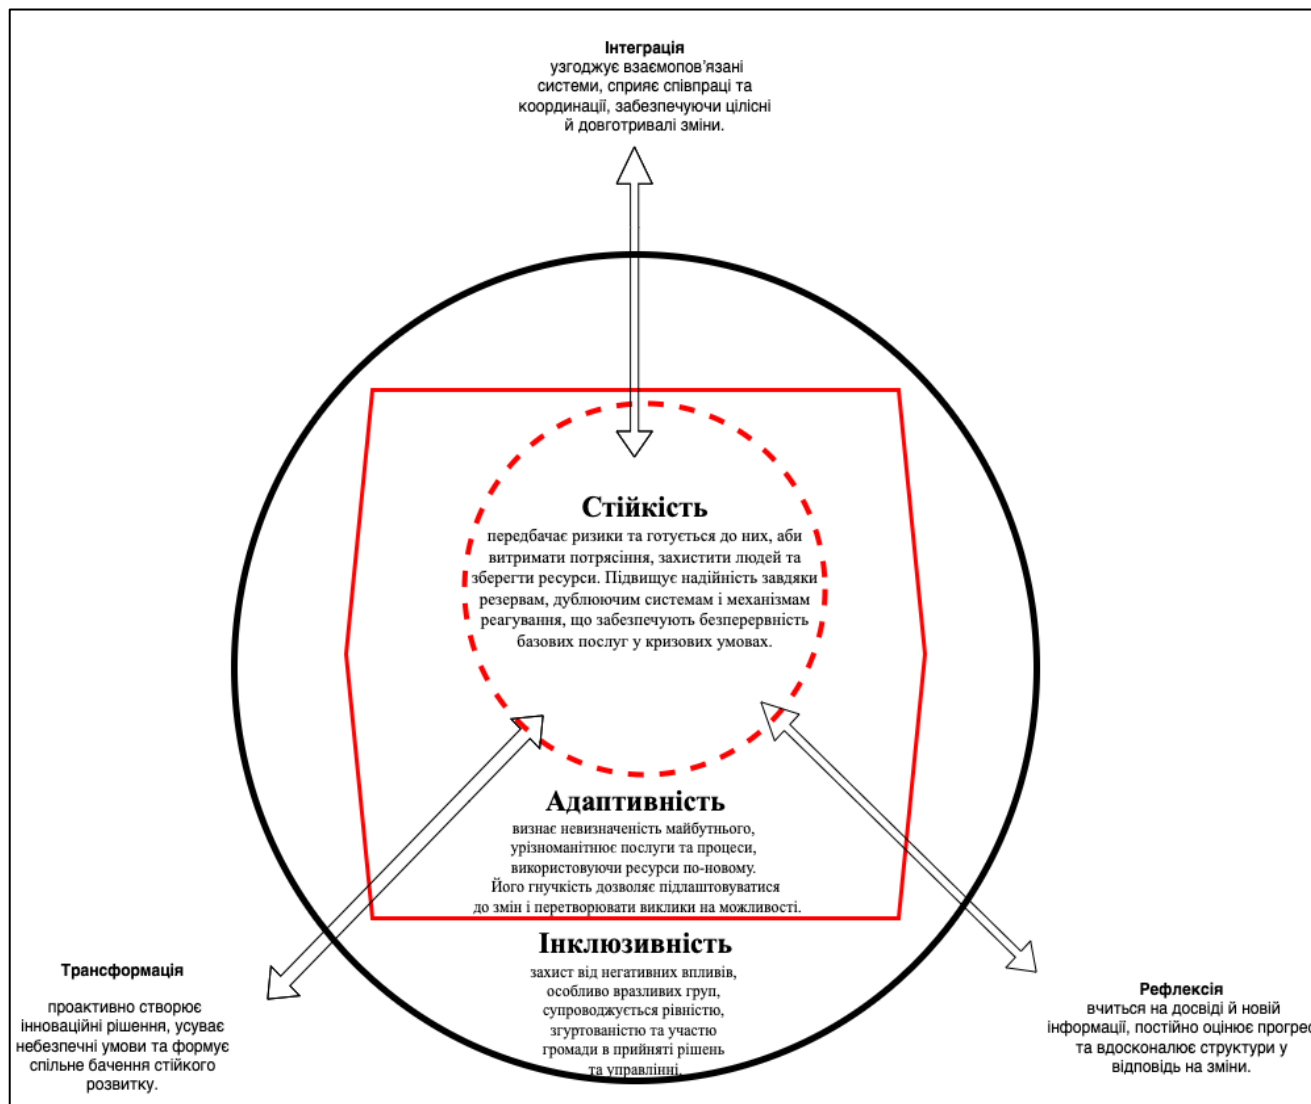 Інтеграція
узгоджує взаємопов'язані
системи, сприяє співпраці та
координації, забезпечуючи цілісні
й довготривалі зміни.
Стійкість
передбачає ризики та готується до них, аби
витримати потрясіння, захистити людей та
зберегти ресурси. Підвищує надійність завдяки
резервам, дублюючим системам і механізмам
реагування, що забезпечують безперервність
базових послуг у кризових умовах.
Адаптивність
визнає невизначеність майбутнього,
урізноманітнює послуги та процеси,
використовуючи ресурси по-новому.
Його гнучкість дозволяє підлаштовуватися
до змін і перетворювати виклики на можливості.
Інклюзивність
захист від негативних впливів,
особливо вразливих груп,
супроводжується рівністю,
згуртованістю та участю
громади в прийняті рішень
та управлінні.
Трансформація
проактивно створює
інноваційні рішення, усуває
небезпечні умови та формує
спільне бачення стійкого
розвитку.
Рефлексія
вчиться на досвіді й новій
інформації, постійно оцінює прогрес
та вдосконалює структури у
відповідь на зміни.